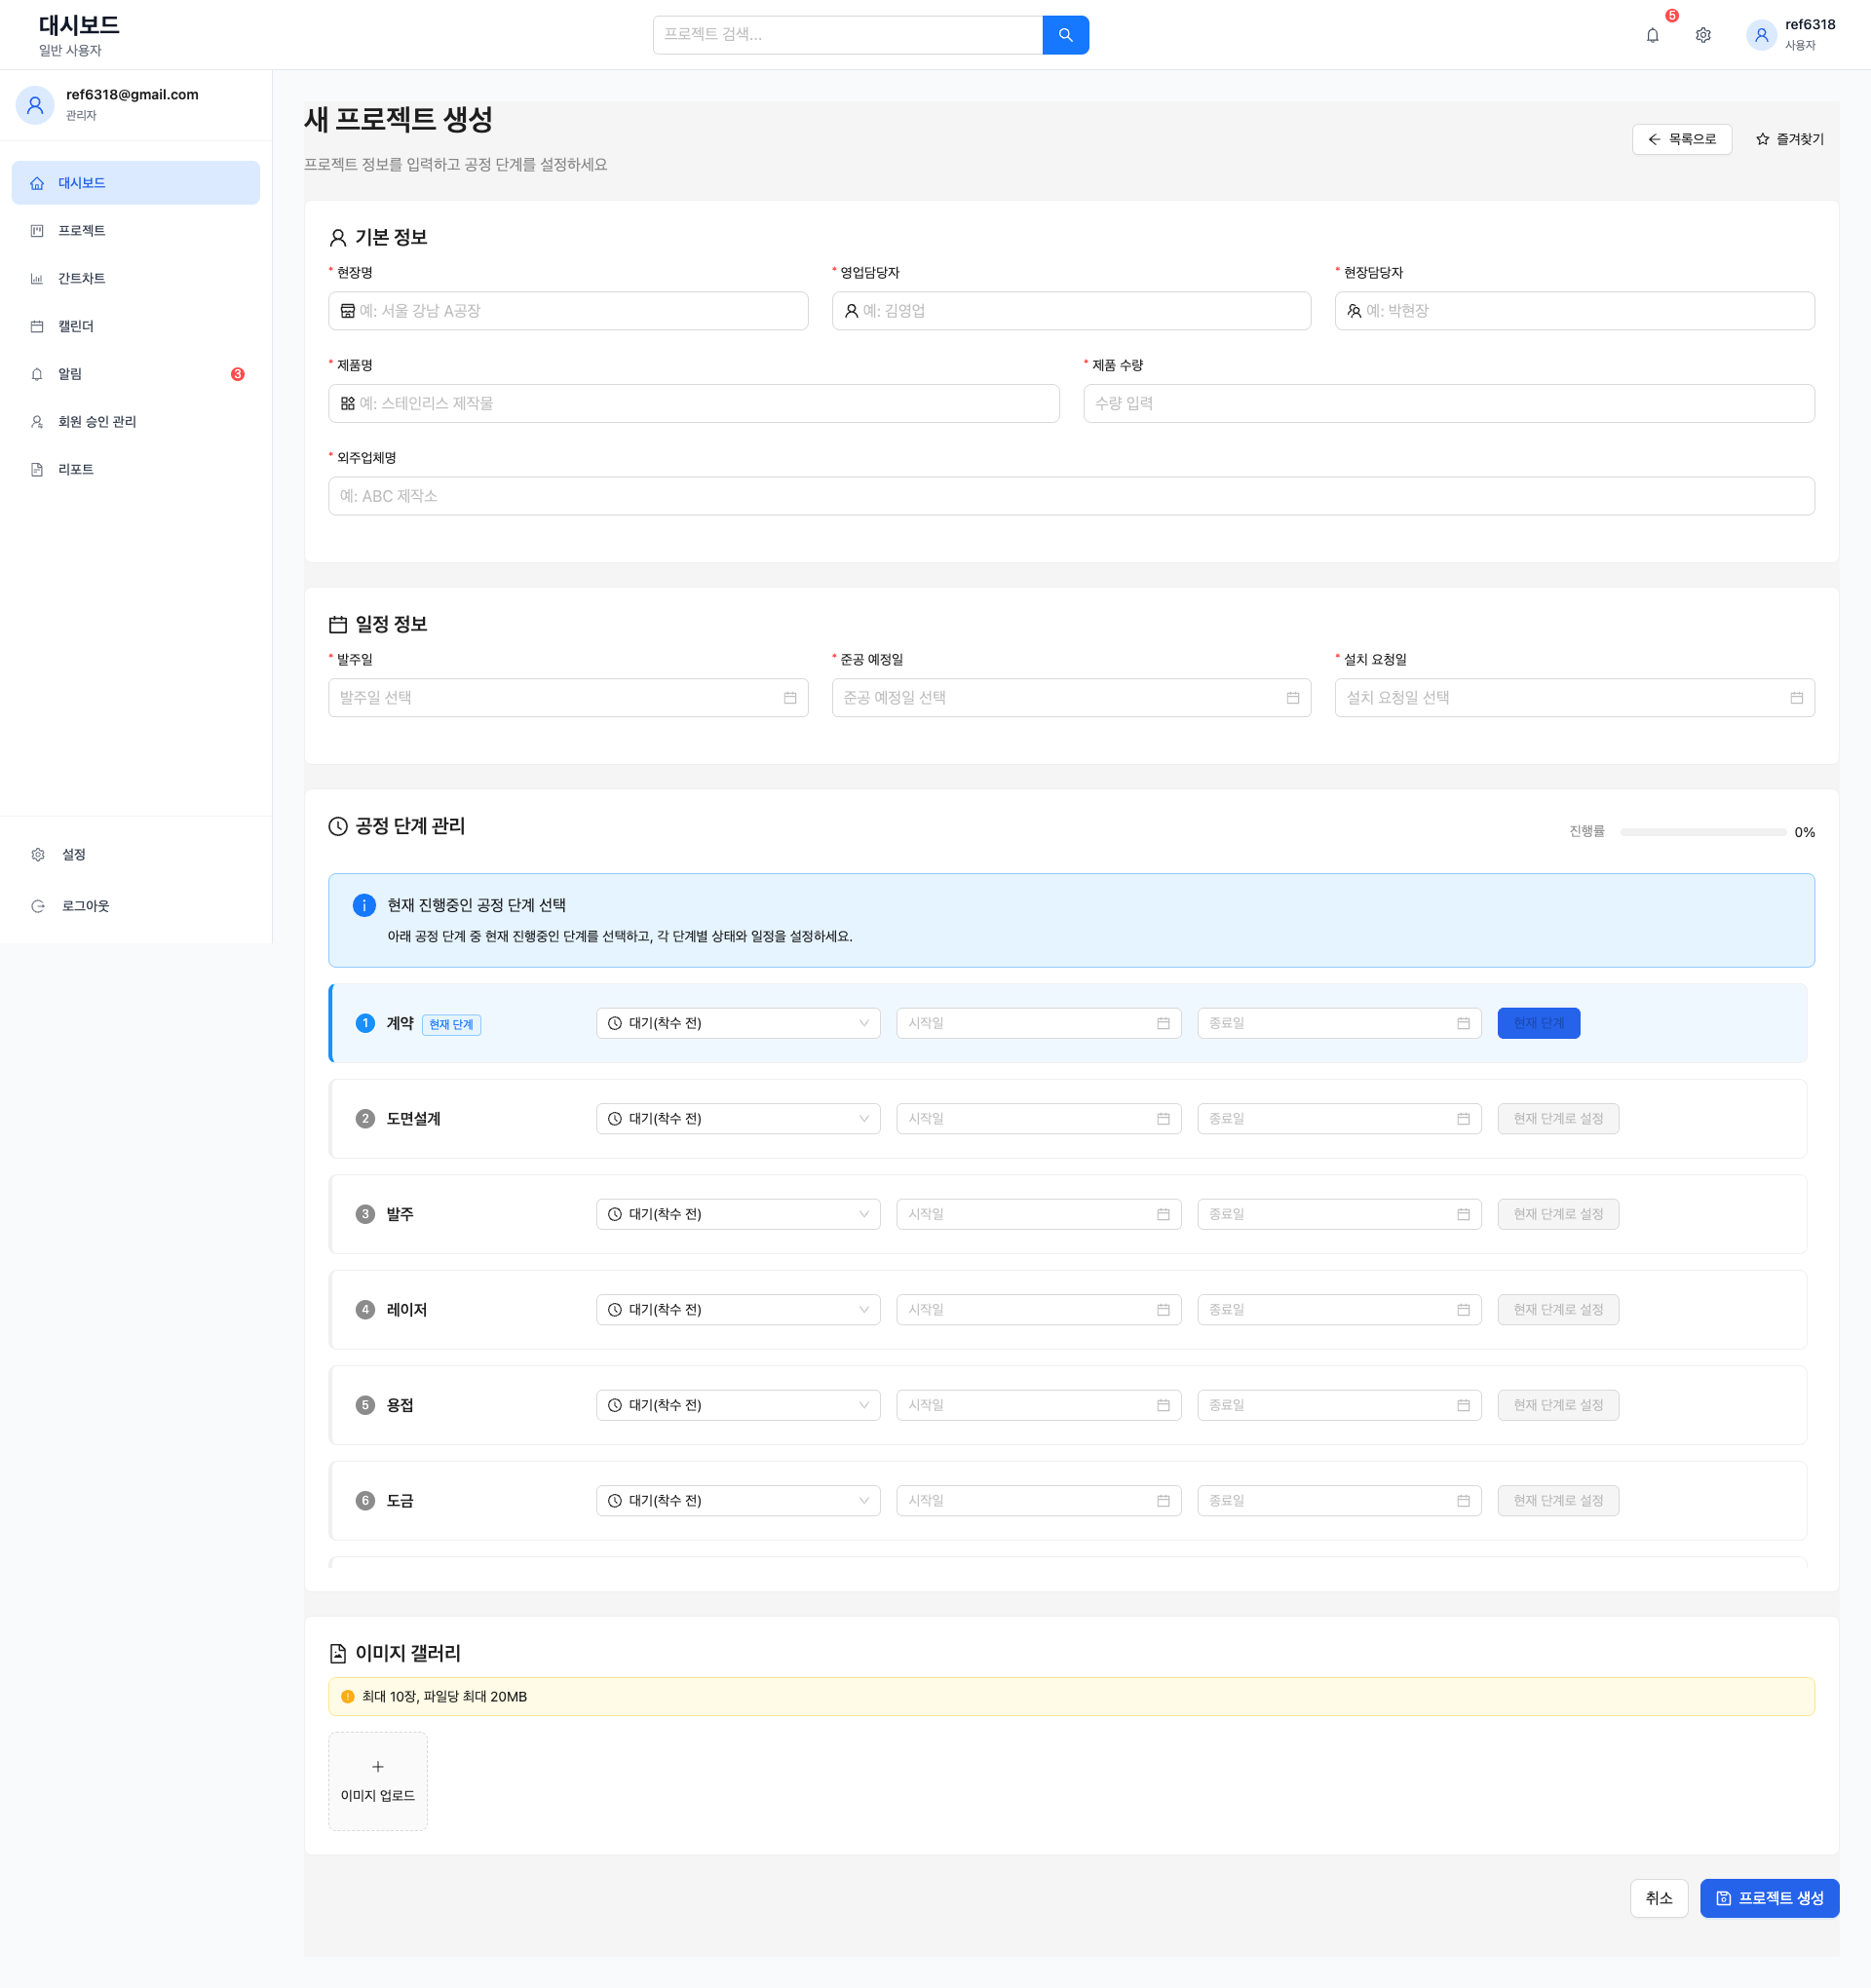 대시보드
일반 사용자
프로젝트 검색...
5
ref6318
사용자
ref6318@gmail.com
관리자
대시보드
프로젝트
간트차트
캘린더
알림
3
회원 승인 관리
리포트
설정
로그아웃
새 프로젝트 생성
프로젝트 정보를 입력하고 공정 단계를 설정하세요
목록으로
즐겨찾기
기본 정보
* 현장명
* 영업담당자
* 현장담당자
예: 서울 강남 A공장
예: 김영업
예: 박현장
* 제품명
* 제품 수량
예: 스테인리스 제작물
수량 입력
* 외주업체명
예: ABC 제작소
일정 정보
* 발주일
* 준공 예정일
* 설치 요청일
발주일 선택
준공 예정일 선택
설치 요청일 선택
공정 단계 관리
진행률
0%
현재 진행중인 공정 단계 선택
아래 공정 단계 중 현재 진행중인 단계를 선택하고, 각 단계별 상태와 일정을 설정하세요.
1 계약 현재 단계 대기(착수 전) 시작일 종료일 현재 단계
2 도면설계 대기(착수 전) 시작일 종료일 현재 단계로 설정
3 발주 대기(착수 전) 시작일 종료일 현재 단계로 설정
4 레이저 대기(착수 전) 시작일 종료일 현재 단계로 설정
5 용접 대기(착수 전) 시작일 종료일 현재 단계로 설정
6 도금 대기(착수 전) 시작일 종료일 현재 단계로 설정
이미지 갤러리
최대 10장, 파일당 최대 20MB
이미지 업로드
취소
프로젝트 생성